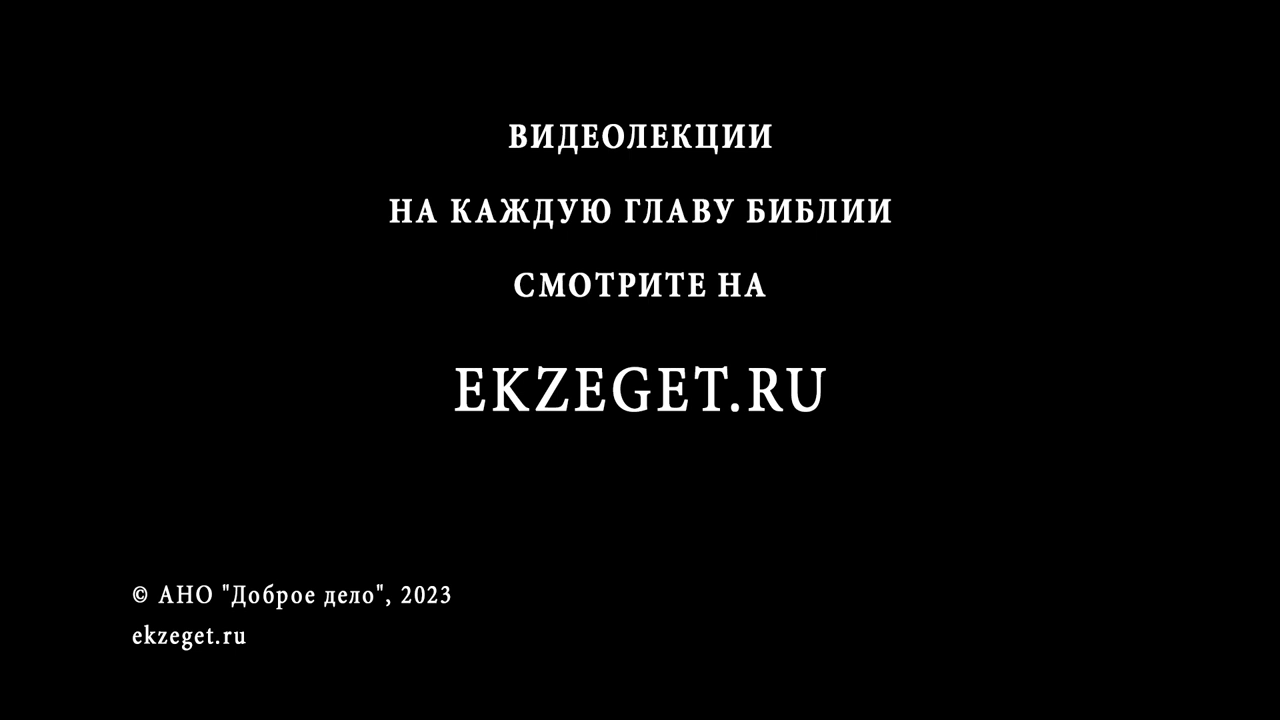 ВИДЕОЛЕКЦИИ
НА КАЖДУЮ ГЛАВУ БИБЛИИ
СМОТРИТЕ НА
EKZEGET.RU
© АНО "Доброе дело", 2023
ekzeget.ru